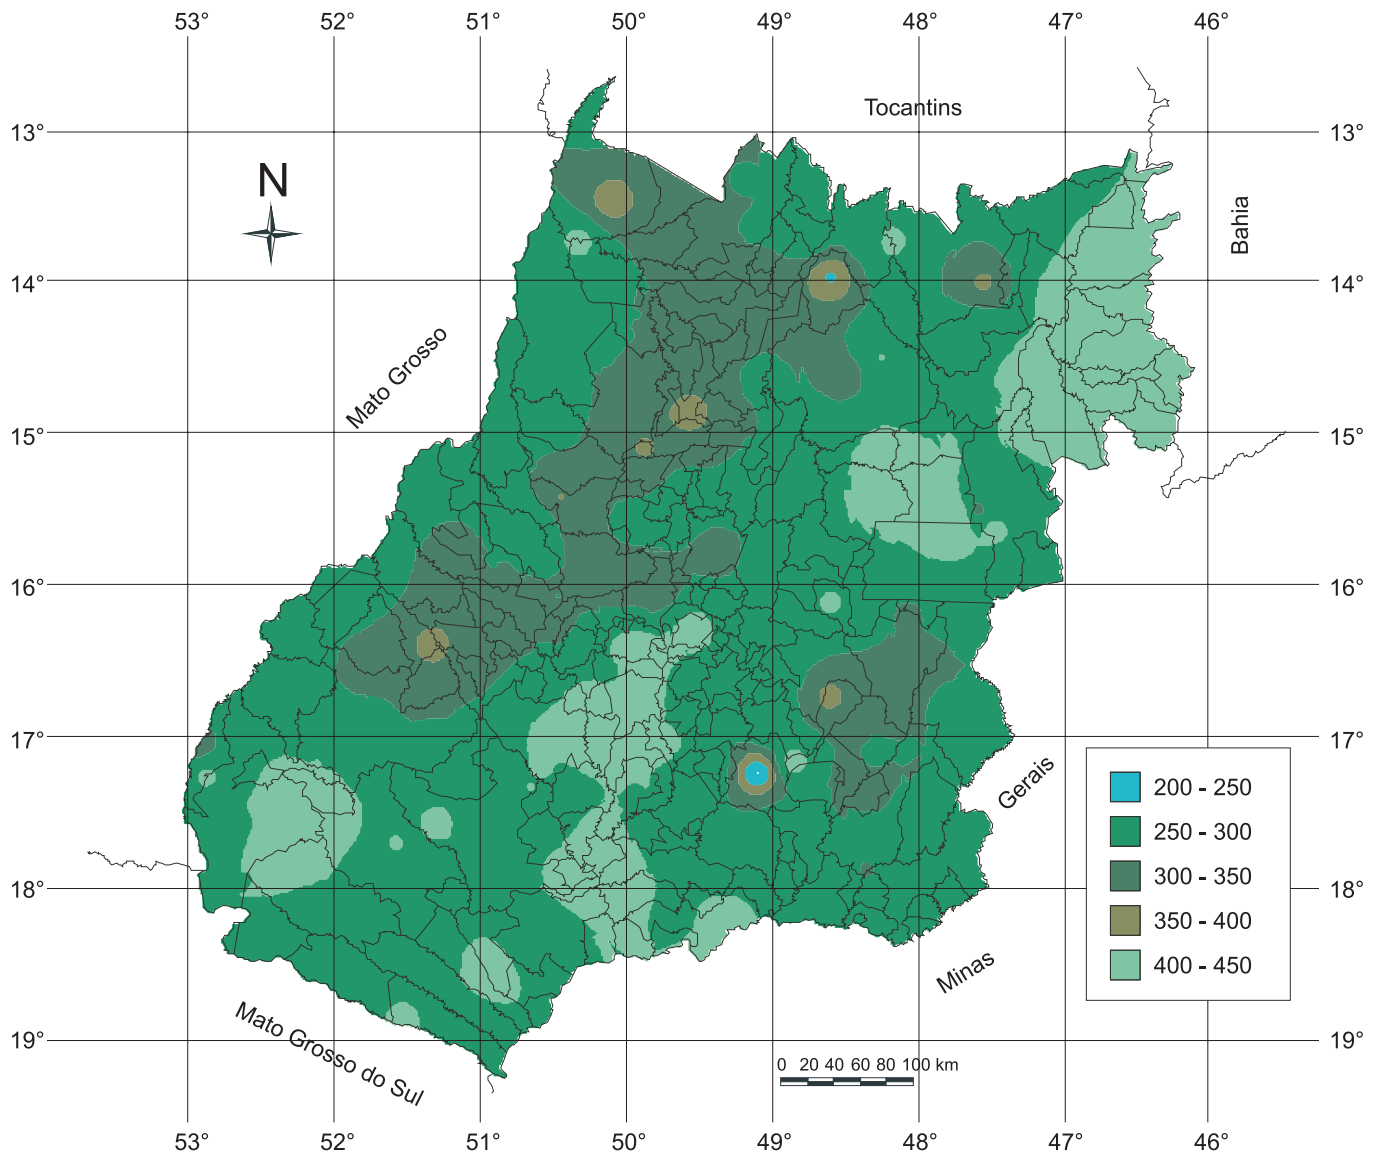 53° 52° 51° 50° 49° 48° 47° 46°
Tocantins
13° 13°
N
Bahia
14° 14°
Mato Grosso
15° 15°
16° 16°
17° 17°
Gerais
200 - 250
250 - 300
300 - 350
350 - 400
400 - 450
18° 18°
Minas
Mato Grosso do Sul
19° 19°
0 20 40 60 80 100 km
53° 52° 51° 50° 49° 48° 47° 46°